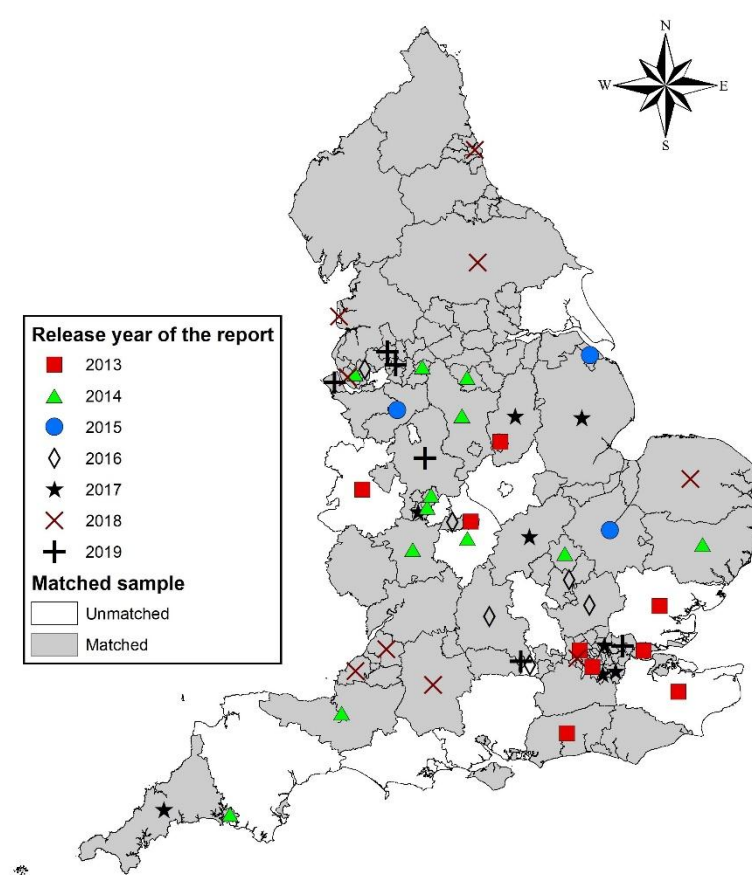 N
W E
S
Release year of the report
2013
2014
2015
2016
2017
2018
2019
Matched sample
Unmatched
Matched